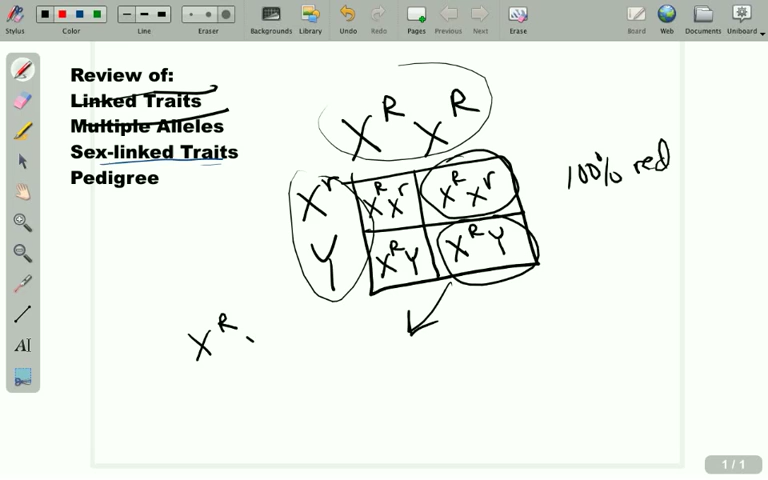 Stylus Color Line Eraser Backgrounds Library Undo Redo Pages Previous Next Erase Board Web Documents Uniboard
Review of:
Linked Traits
Multiple Alleles
Sex-linked Traits
Pedigree
X^R X^R
100% red
X^r X^R X^r X^R X^r
Y X^R Y X^R Y
X^R
AI
1 / 1